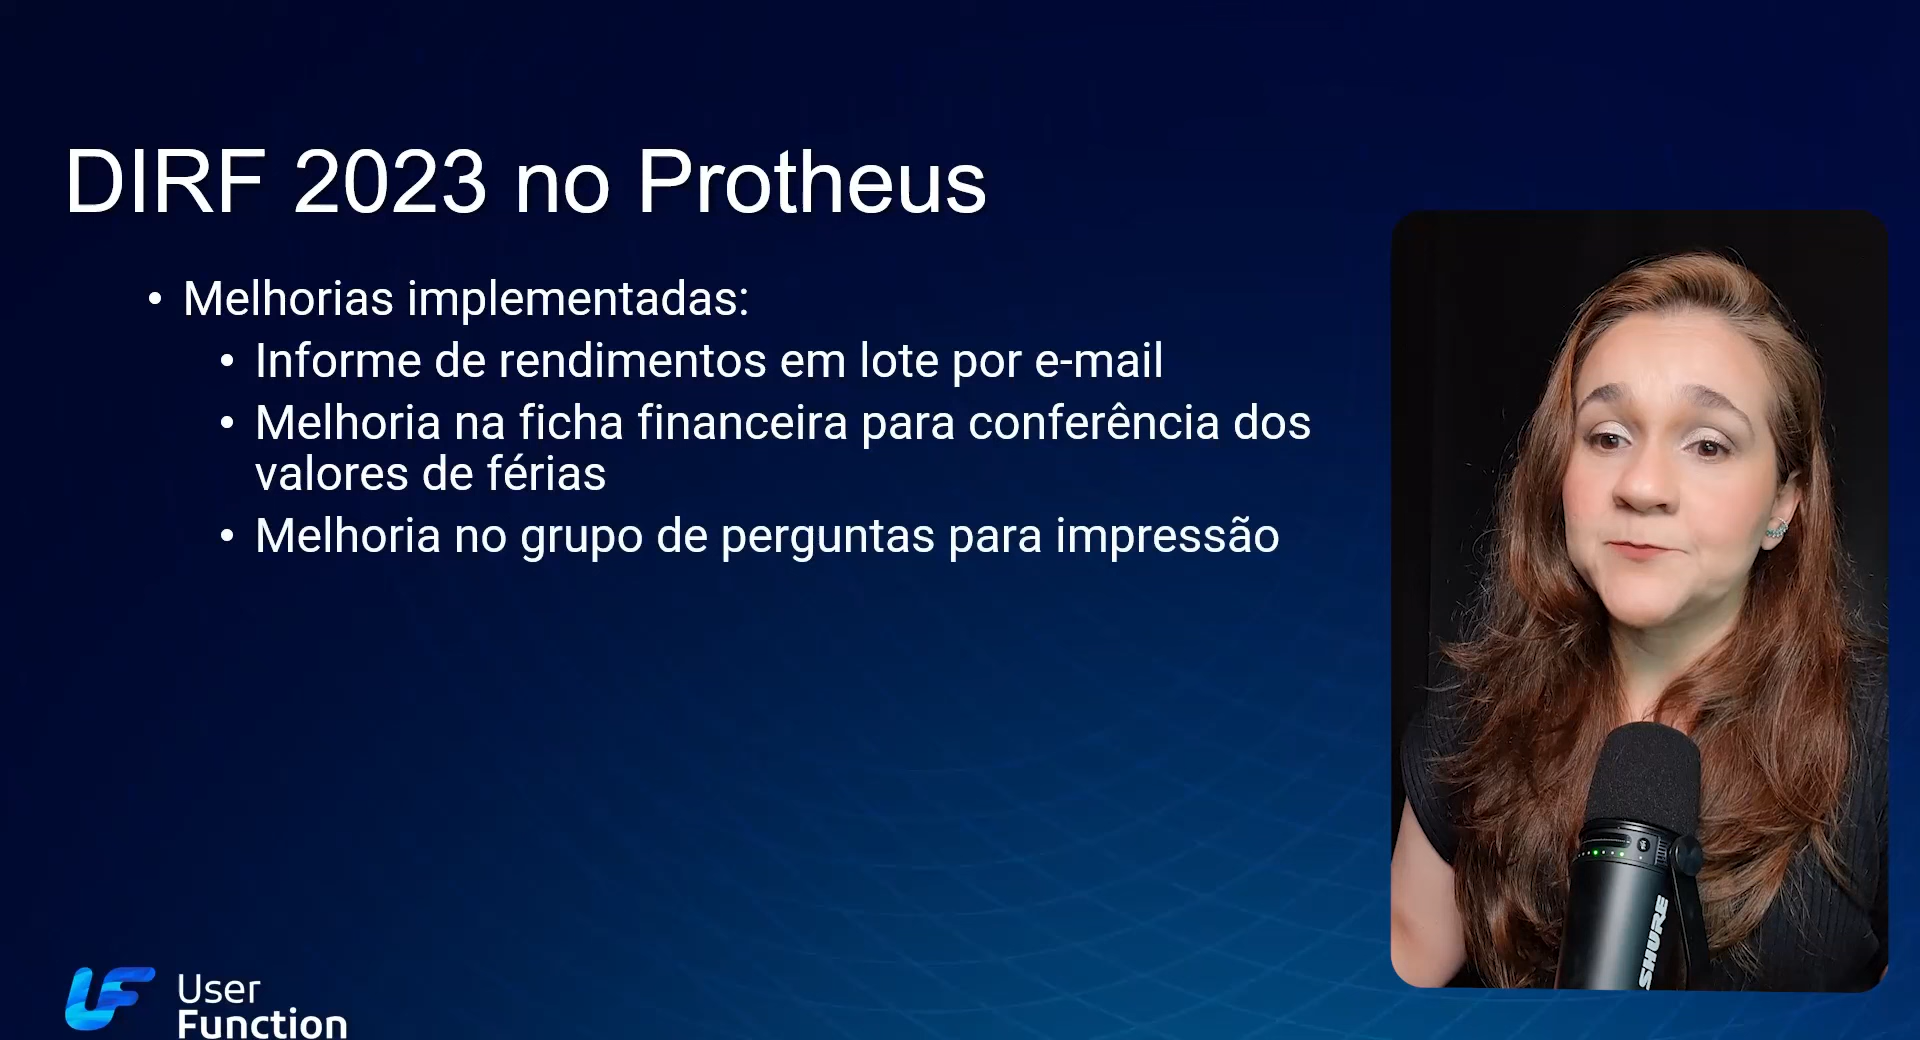 DIRF 2023 no Protheus
• Melhorias implementadas:
• Informe de rendimentos em lote por e-mail
• Melhoria na ficha financeira para conferência dos
valores de férias
• Melhoria no grupo de perguntas para impressão
SHURE
UF User
Function